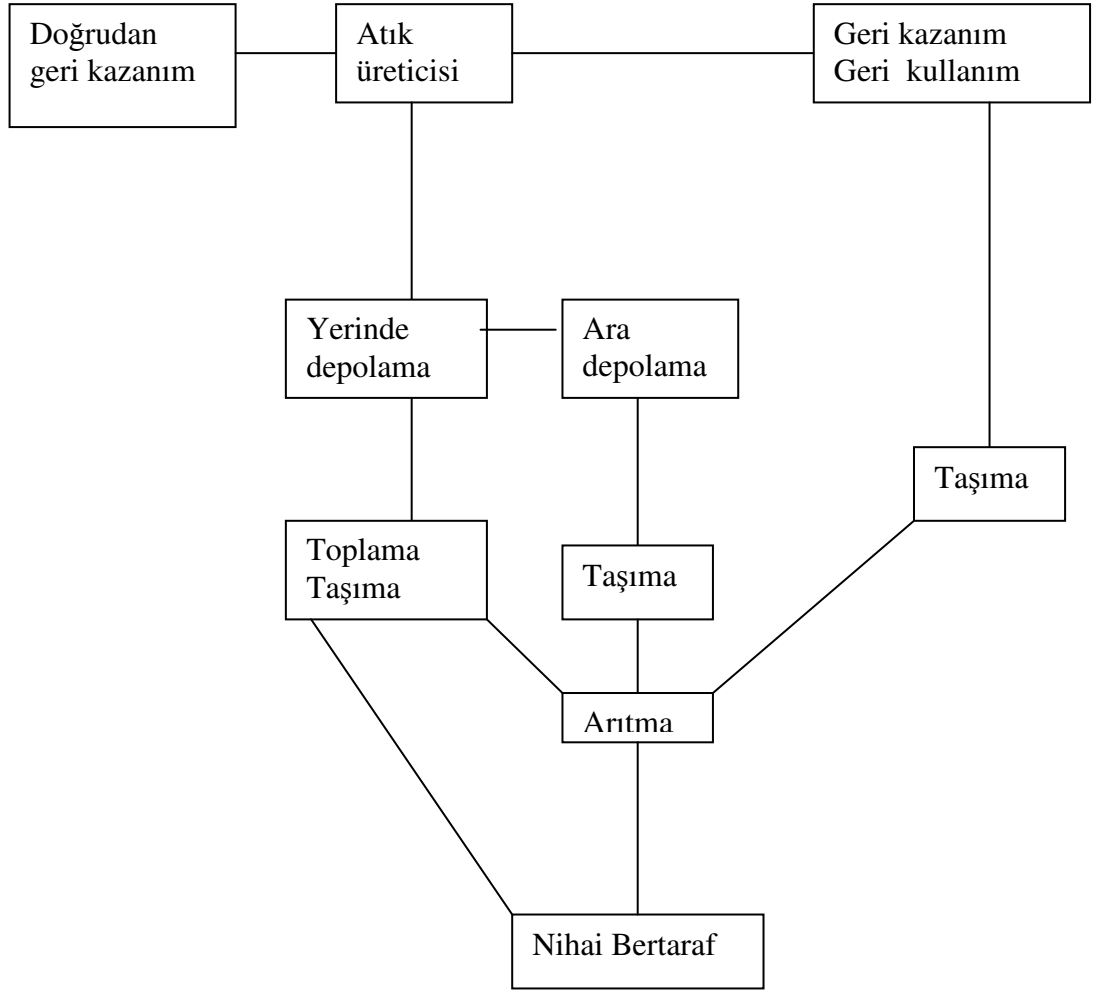 Doğrudan
geri kazanım
Atık
üreticisi
Geri kazanım
Geri kullanım
Yerinde
depolama
Ara
depolama
Taşıma
Toplama
Taşıma
Taşıma
Arıtma
Nihai Bertaraf